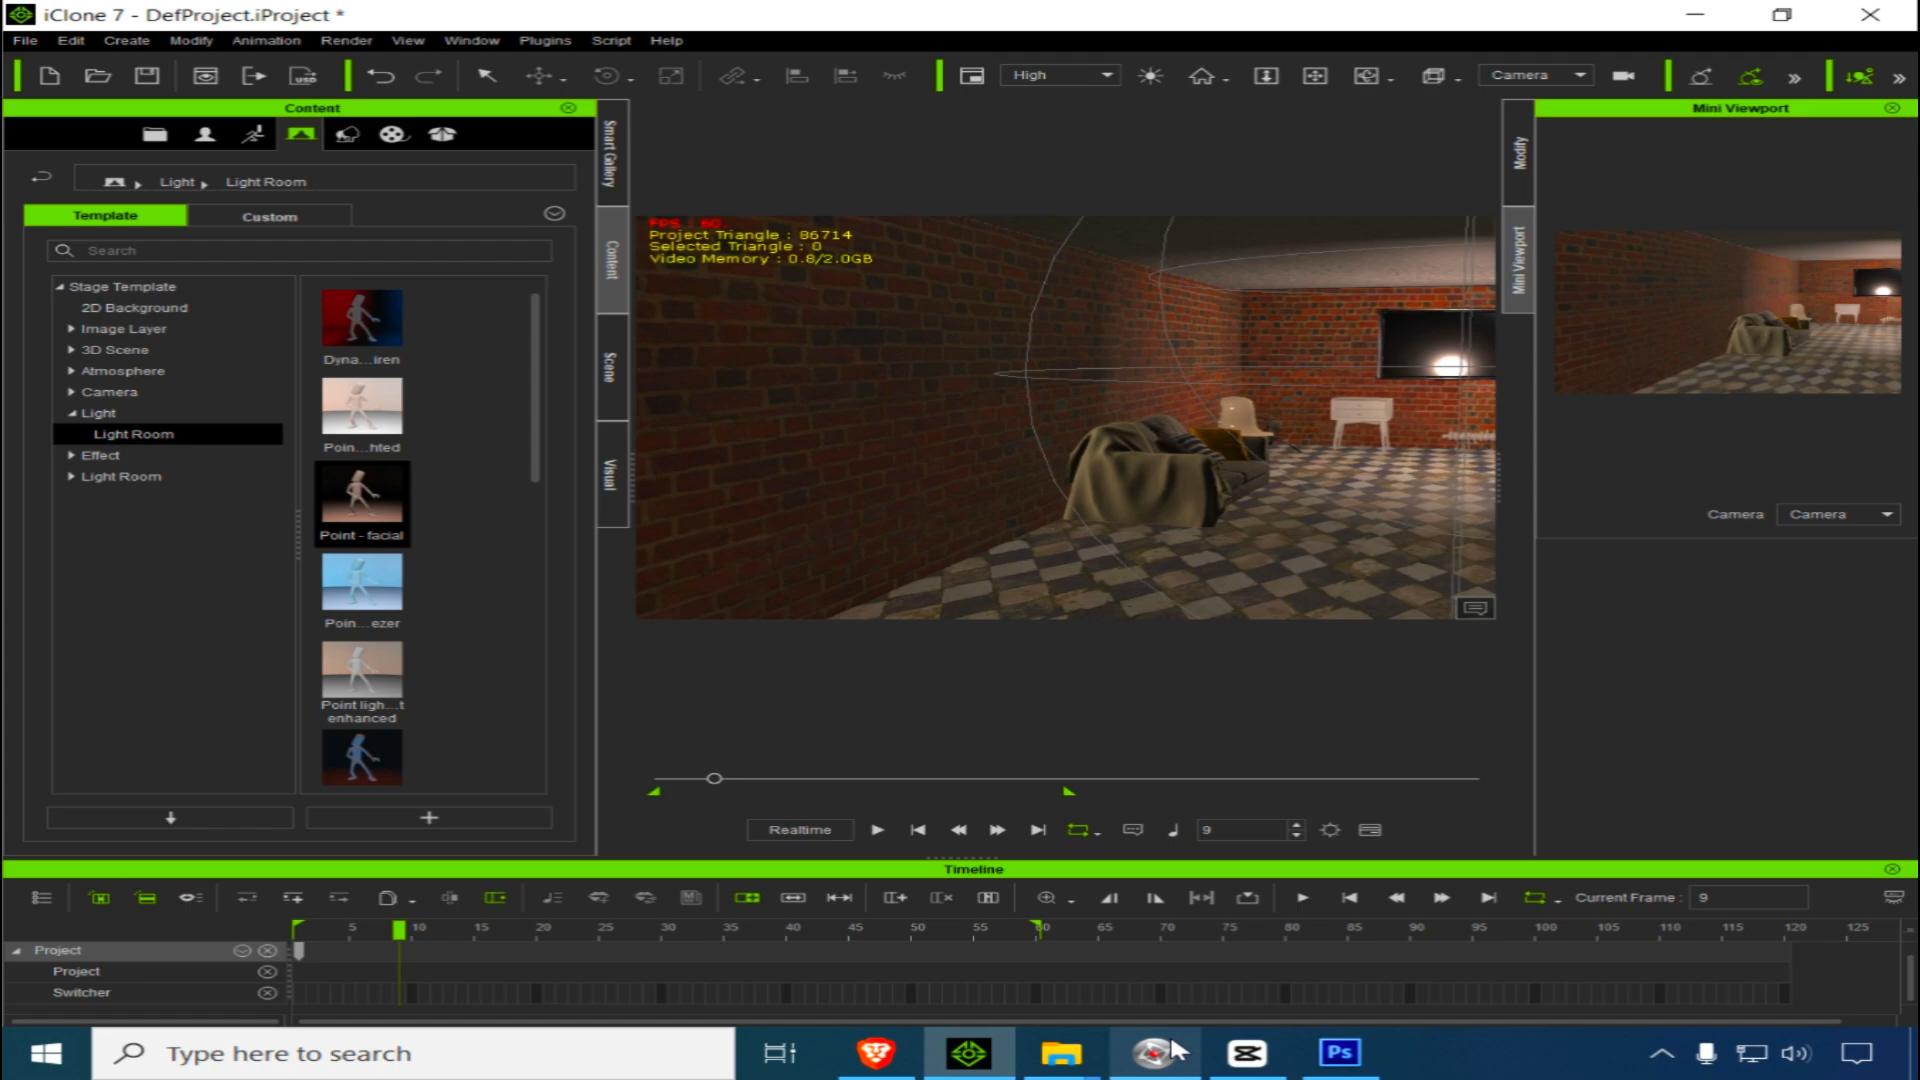 iClone 7 - DefProject.iProject *
File Edit Create Modify Animation Render View Window Plugins Script Help
USD
High
Camera
Content
Mini Viewport
Light Light Room
Template Custom
Search
Stage Template
2D Background
Image Layer
3D Scene
Atmosphere
Camera
Light
Light Room
Effect
Light Room
Dyna...iren
Poin...hted
Point - facial
Poin...ezer
Point ligh...t
enhanced
Smart Gallery
Content
Scene
Visual
FPS : 60
Project Triangle : 86714
Selected Triangle : 0
Video Memory : 0.8/2.0GB
Modify
Mini Viewport
Camera Camera
Realtime 9
Timeline
Current Frame : 9
5 10 15 20 25 30 35 40 45 50 55 60 65 70 75 80 85 90 95 100 105 110 115 120 125
Project
Project
Switcher
Type here to search
Ps